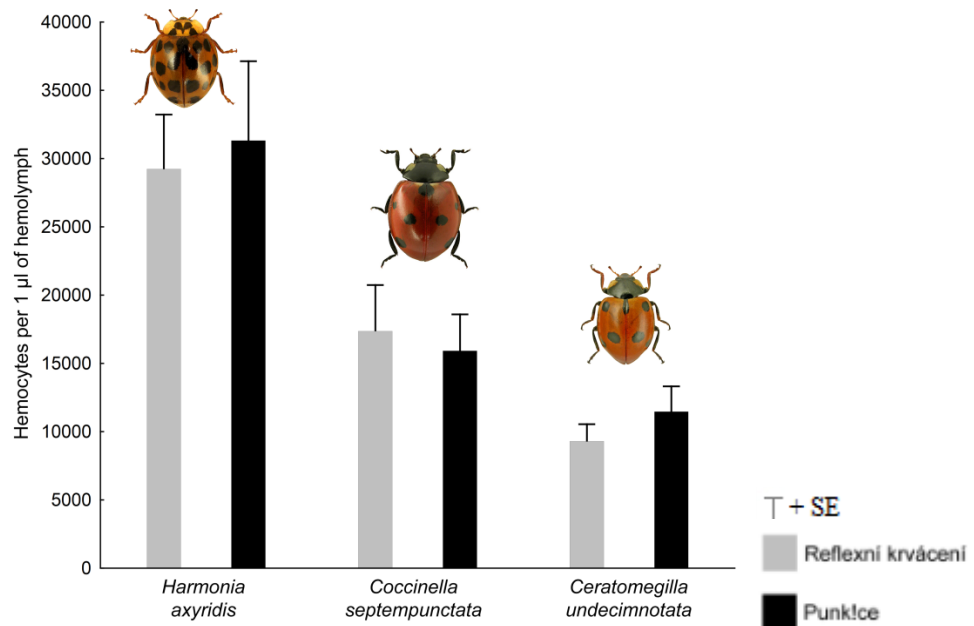 40000
35000
30000
25000
20000
15000
10000
5000
0
Hemocytes per 1 µl of hemolymph
Harmonia
axyridis
Coccinella
septempunctata
Ceratomegilla
undecimnotata
+ SE
Reflexní krvácení
Punk!ce